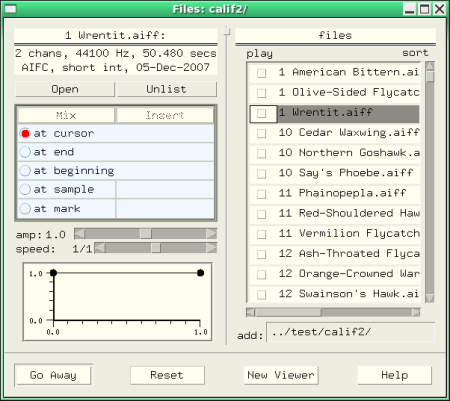 Files: calif2/
1 Wrentit.aiff:
2 chans, 44100 Hz, 50.480 secs
AIFC, short int, 05-Dec-2007
Open Unlist
Mix Insert
at cursor
at end
at beginning
at sample
at mark
amp: 1.0
speed: 1/1
1.0
0.0
0.0 1.0
files
play sort
1 American Bittern.ai
1 Olive-Sided Flycatc
1 Wrentit.aiff
10 Cedar Waxwing.aiff
10 Northern Goshawk.a
10 Say's Phoebe.aiff
11 Phainopepla.aiff
11 Red-Shouldered Haw
11 Vermilion Flycatch
12 Ash-Throated Flyca
12 Orange-Crowned War
12 Swainson's Hawk.ai
add: ../test/calif2/
Go Away Reset New Viewer Help